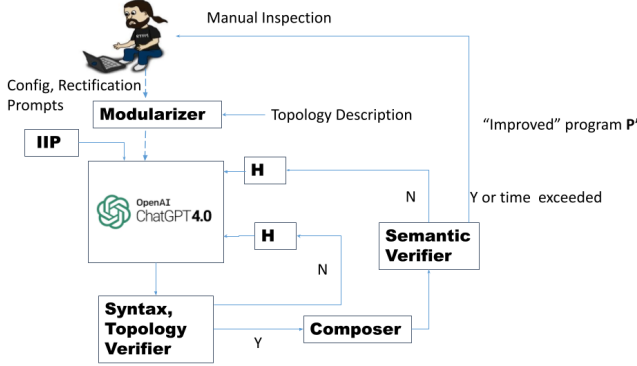 Manual Inspection
Config, Rectification
Prompts
Modularizer
Topology Description
"Improved" program P'
IIP
H
N
Y or time exceeded
OpenAI
ChatGPT4.0
H
Semantic
Verifier
N
Syntax,
Topology
Verifier
Composer
Y